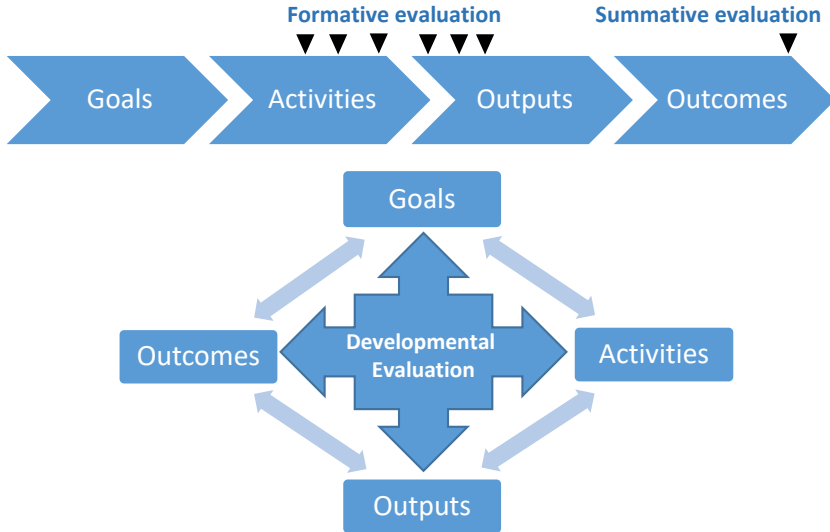 Formative evaluation
Summative evaluation
Goals
Activities
Outputs
Outcomes
Goals
Outcomes
Developmental
Evaluation
Activities
Outputs